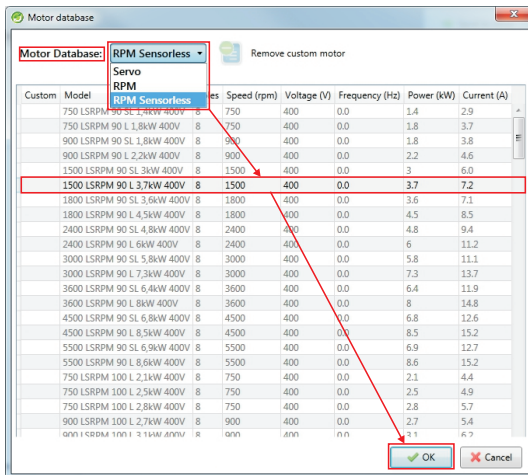 Motor database
Motor Database: RPM Sensorless Remove custom motor
Servo
RPM
RPM Sensorless
Custom Model es Speed (rpm) Voltage (V) Frequency (Hz) Power (kW) Current (A)
750 LSRPM 90 SL 1,4kW 400V 8 750 400 0.0 1.4 2.9
750 LSRPM 90 L 1,8kW 400V 8 750 400 0.0 1.8 3.7
900 LSRPM 90 SL 1,8kW 400V 8 900 400 0.0 1.8 3.8
900 LSRPM 90 L 2,2kW 400V 8 900 400 0.0 2.2 4.6
1500 LSRPM 90 SL 3kW 400V 8 1500 400 0.0 3 6.0
1500 LSRPM 90 L 3,7kW 400V 8 1500 400 0.0 3.7 7.2
1800 LSRPM 90 SL 3,6kW 400V 8 1800 400 0.0 3.6 7.1
1800 LSRPM 90 L 4,5kW 400V 8 1800 400 0.0 4.5 8.5
2400 LSRPM 90 SL 4,8kW 400V 8 2400 400 0.0 4.8 9.4
2400 LSRPM 90 L 6kW 400V 8 2400 400 0.0 6 11.2
3000 LSRPM 90 SL 5,8kW 400V 8 3000 400 0.0 5.8 11.1
3000 LSRPM 90 L 7,3kW 400V 8 3000 400 0.0 7.3 13.7
3600 LSRPM 90 SL 6,4kW 400V 8 3600 400 0.0 6.4 11.9
3600 LSRPM 90 L 8kW 400V 8 3600 400 0.0 8 14.8
4500 LSRPM 90 SL 6,8kW 400V 8 4500 400 0.0 6.8 12.6
4500 LSRPM 90 L 8,5kW 400V 8 4500 400 0.0 8.5 15.2
5500 LSRPM 90 SL 6,9kW 400V 8 5500 400 0.0 6.9 12.7
5500 LSRPM 90 L 8,6kW 400V 8 5500 400 0.0 8.6 15.2
750 LSRPM 100 L 2,1kW 400V 8 750 400 0.0 2.1 4.4
750 LSRPM 100 L 2,5kW 400V 8 750 400 0.0 2.5 4.9
750 LSRPM 100 L 2,8kW 400V 8 750 400 0.0 2.8 5.7
900 LSRPM 100 L 2,7kW 400V 8 900 400 0.0 2.7 5.4
900 LSRPM 100 L 3,1kW 400V 8 900 400 0.0 3.1 6.2
OK Cancel